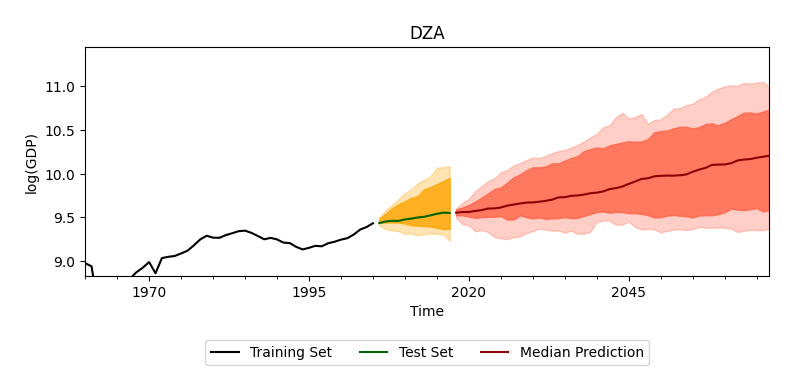 DZA
11.0
10.5
10.0
9.5
9.0
log(GDP)
1970 1995 2020 2045
Time
Training Set Test Set Median Prediction